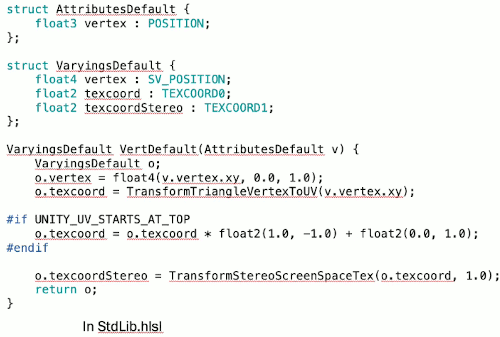 struct AttributesDefault {
    float3 vertex : POSITION;
};

struct VaryingsDefault {
    float4 vertex : SV_POSITION;
    float2 texcoord : TEXCOORD0;
    float2 texcoordStereo : TEXCOORD1;
};

VaryingsDefault VertDefault(AttributesDefault v) {
    VaryingsDefault o;
    o.vertex = float4(v.vertex.xy, 0.0, 1.0);
    o.texcoord = TransformTriangleVertexToUV(v.vertex.xy);

#if UNITY_UV_STARTS_AT_TOP
    o.texcoord = o.texcoord * float2(1.0, -1.0) + float2(0.0, 1.0);
#endif

    o.texcoordStereo = TransformStereoScreenSpaceTex(o.texcoord, 1.0);
    return o;
}
In StdLib.hlsl